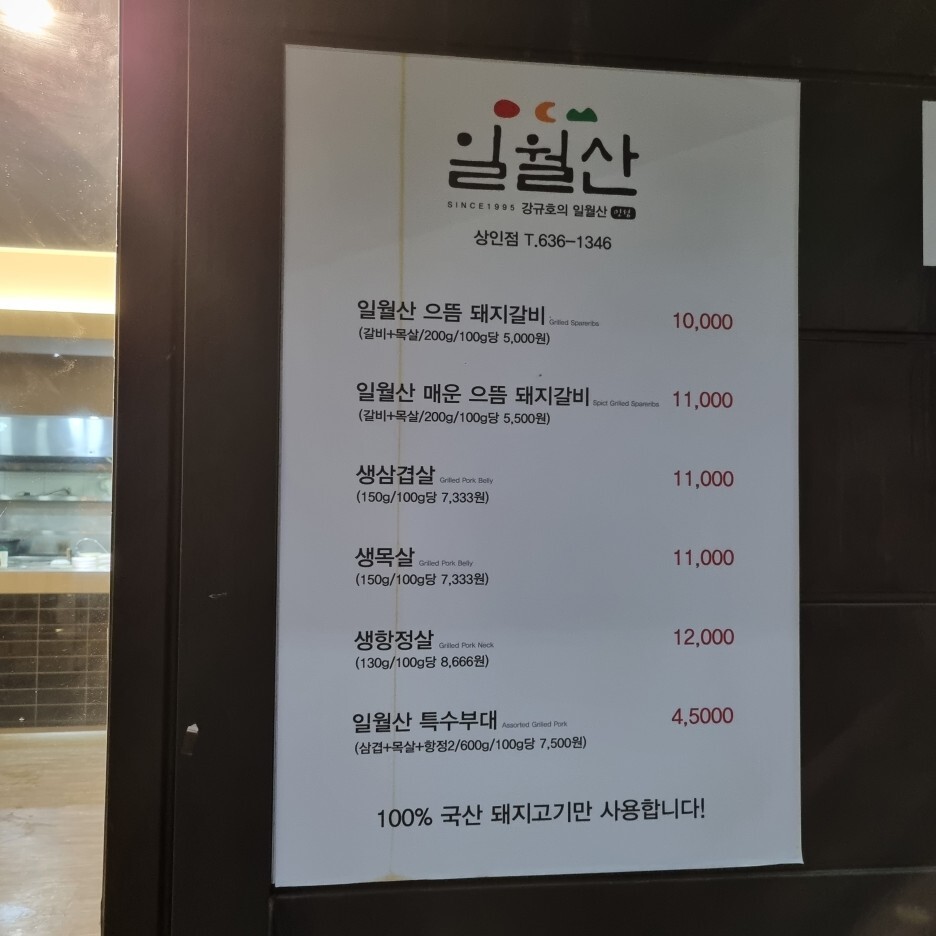 일월산
SINCE1995 강규호의 일월산
상인점 T.636-1346
일월산 으뜸 돼지갈비 Grilled Spareribs 10,000
(갈비+목살/200g/100g당 5,000원)
일월산 매운 으뜸 돼지갈비 Spict Grilled Spareribs 11,000
(갈비+목살/200g/100g당 5,500원)
생삼겹살 Grilled Pork Belly 11,000
(150g/100g당 7,333원)
생목살 Grilled Pork Belly 11,000
(150g/100g당 7,333원)
생항정살 Grilled Pork Neck 12,000
(130g/100g당 8,666원)
일월산 특수부대 Assorted Grilled Pork 4,5000
(삼겹+목살+항정2/600g/100g당 7,500원)
100% 국산 돼지고기만 사용합니다!